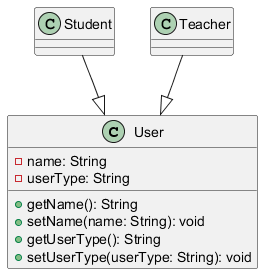 C Student
C Teacher
C User
name: String
userType: String
getName(): String
setName(name: String): void
getUserType(): String
setUserType(userType: String): void